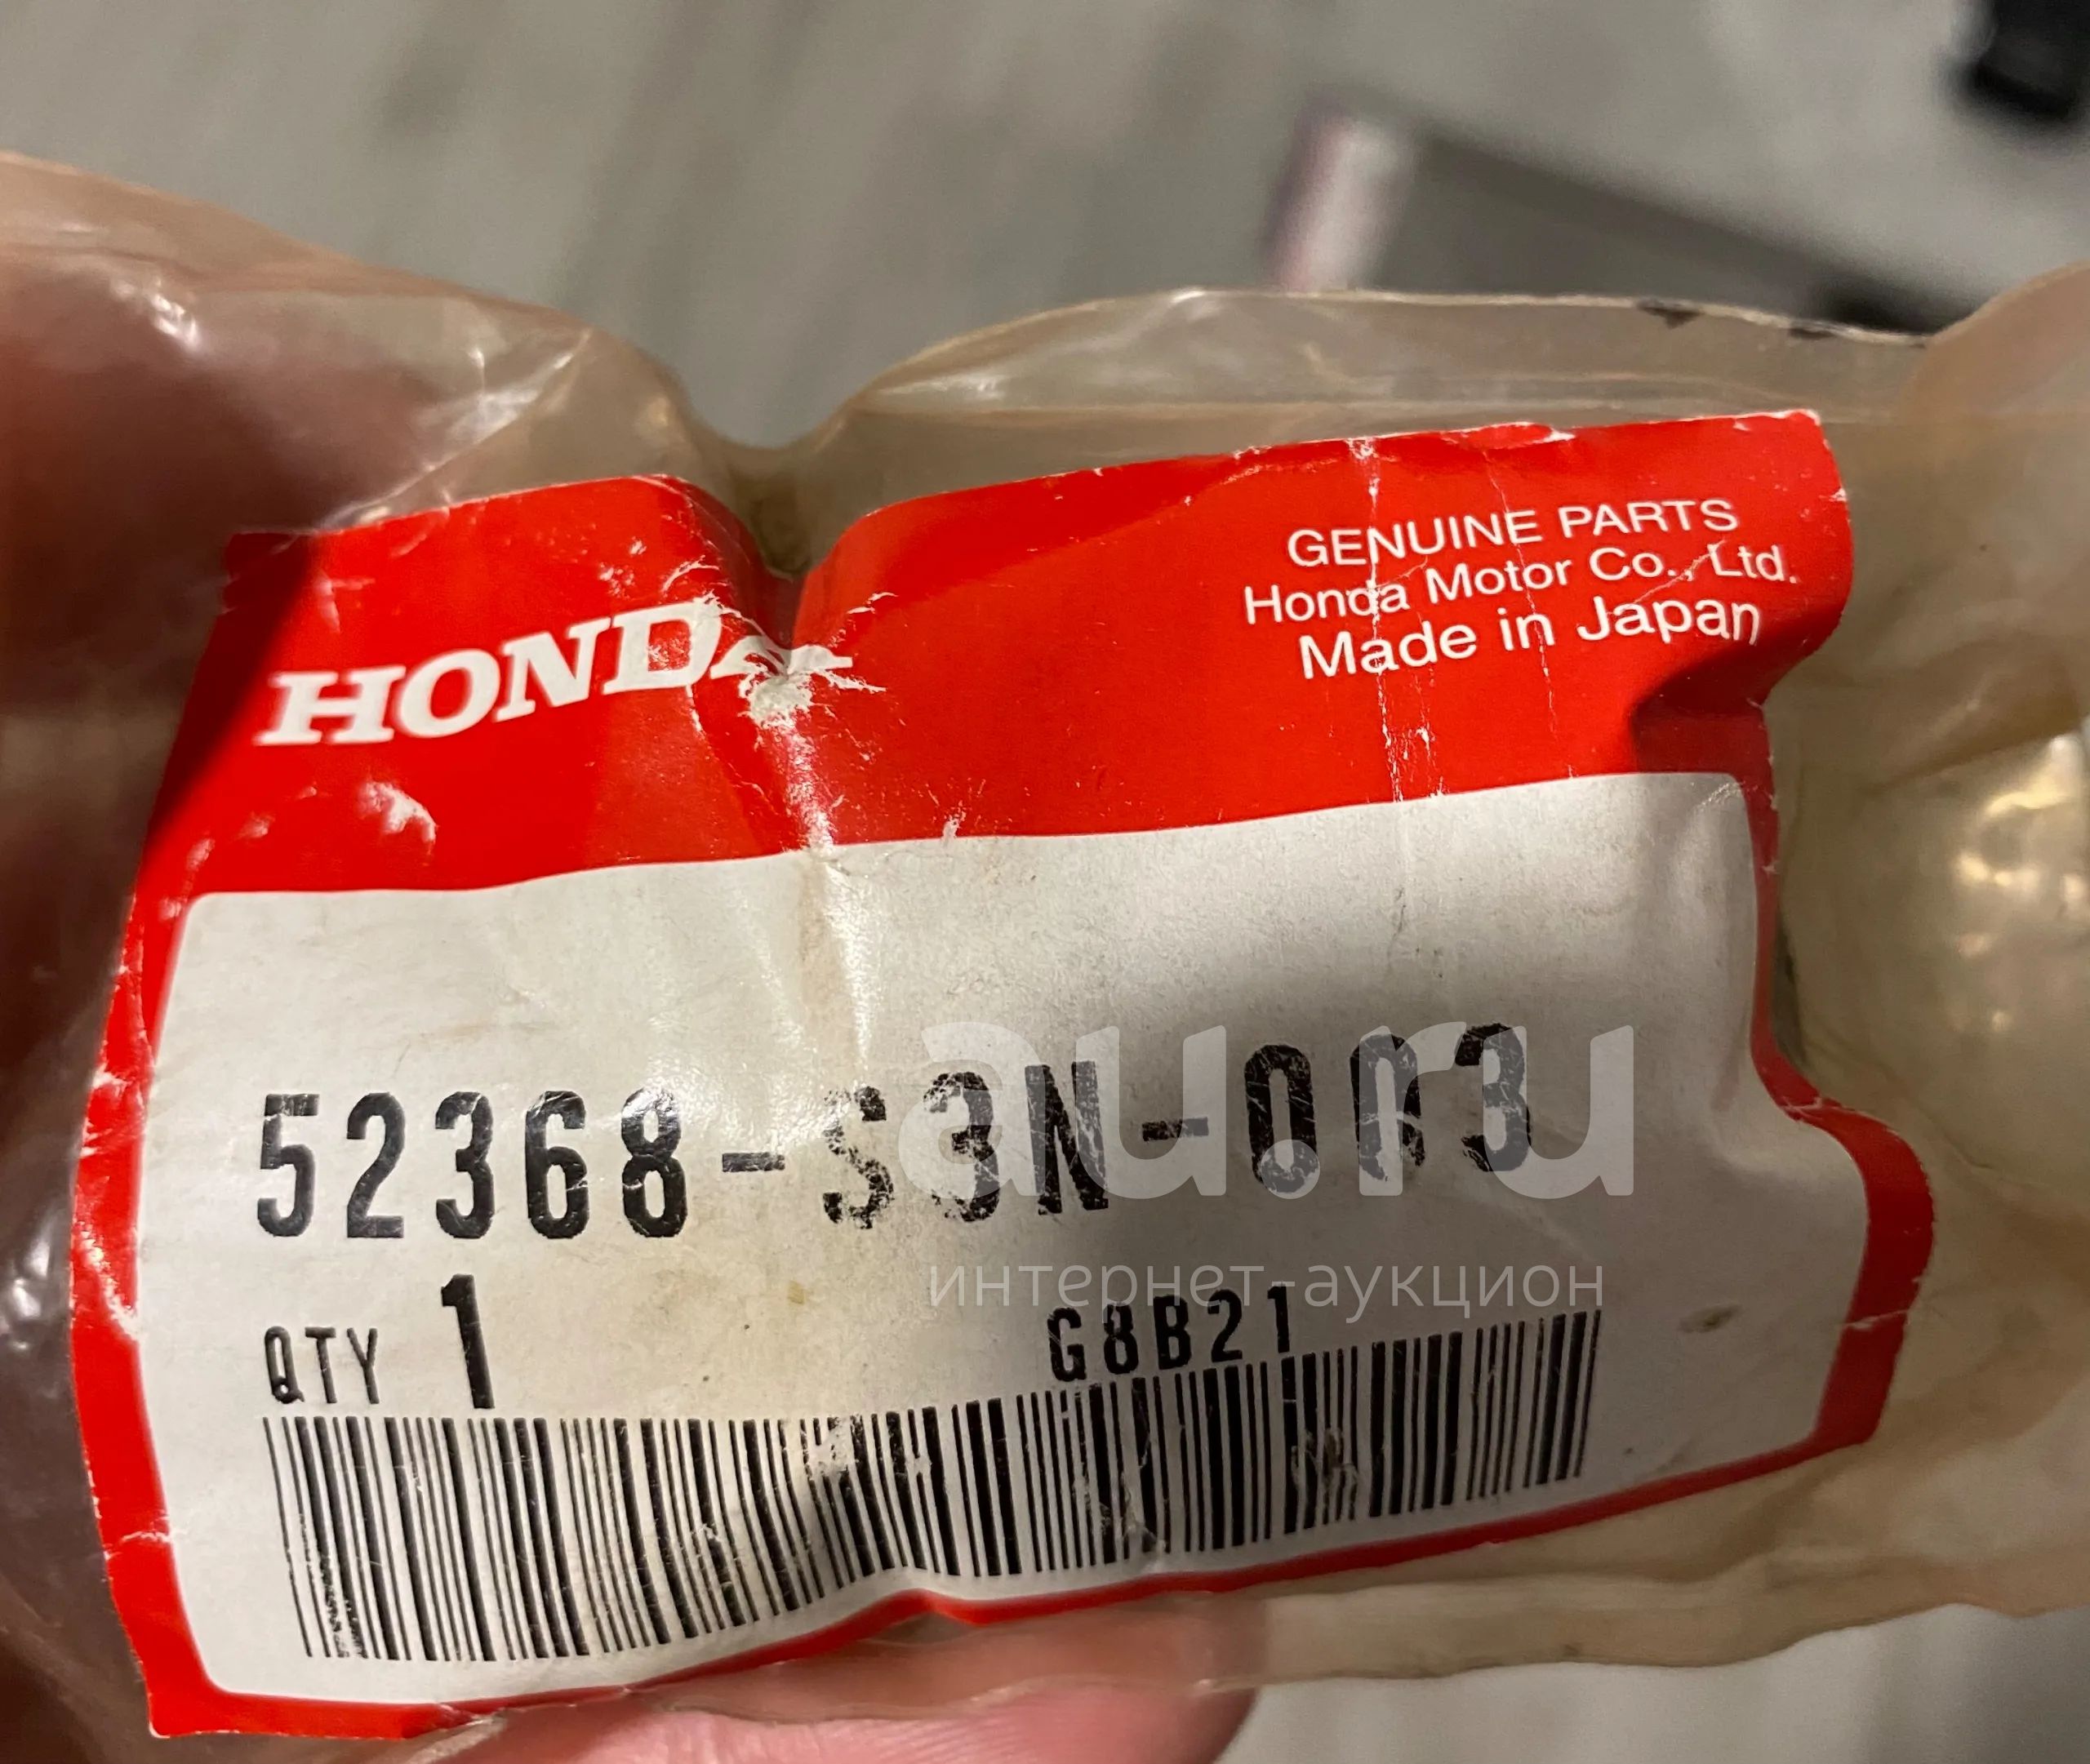 HONDA
GENUINE PARTS
Honda Motor Co., Ltd.
Made in Japan
52368-S3N-003
QTY 1
G8B21
au.ru
интернет-аукцион